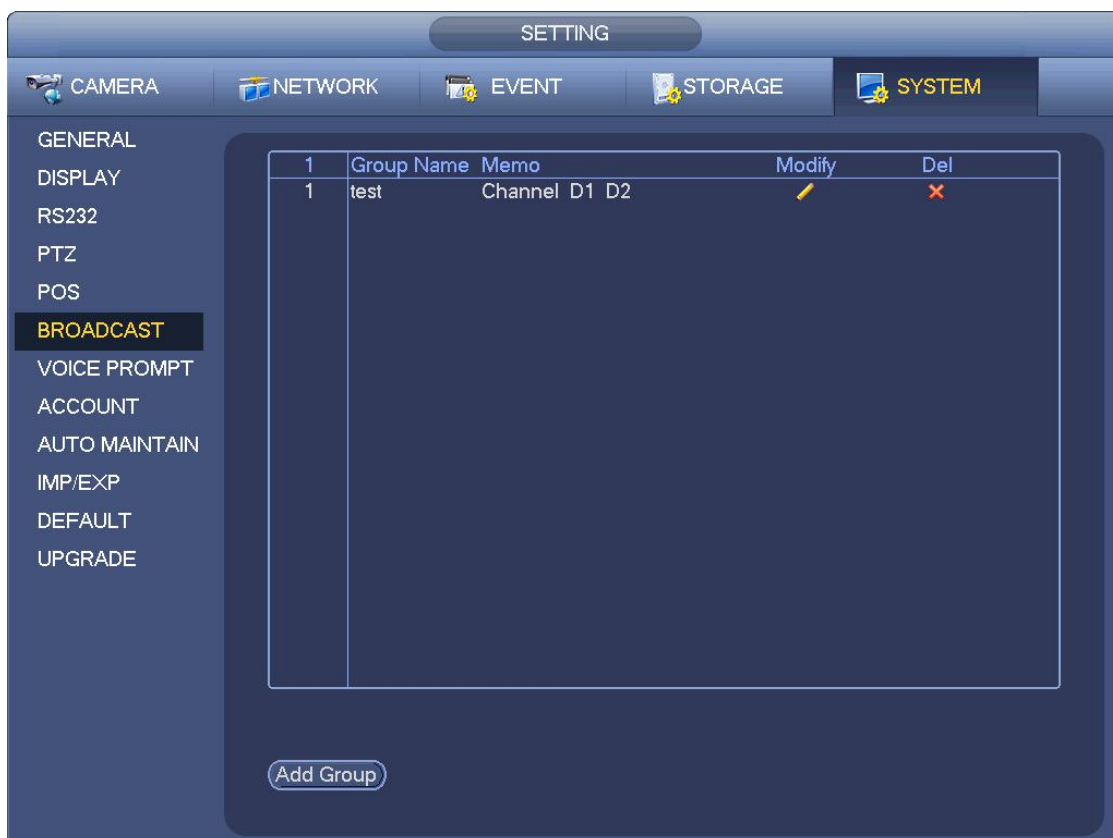 SETTING
CAMERA NETWORK EVENT STORAGE SYSTEM
GENERAL
DISPLAY
RS232
PTZ
POS
BROADCAST
VOICE PROMPT
ACCOUNT
AUTO MAINTAIN
IMP/EXP
DEFAULT
UPGRADE
1 Group Name Memo Modify Del
1 test Channel D1 D2
Add Group